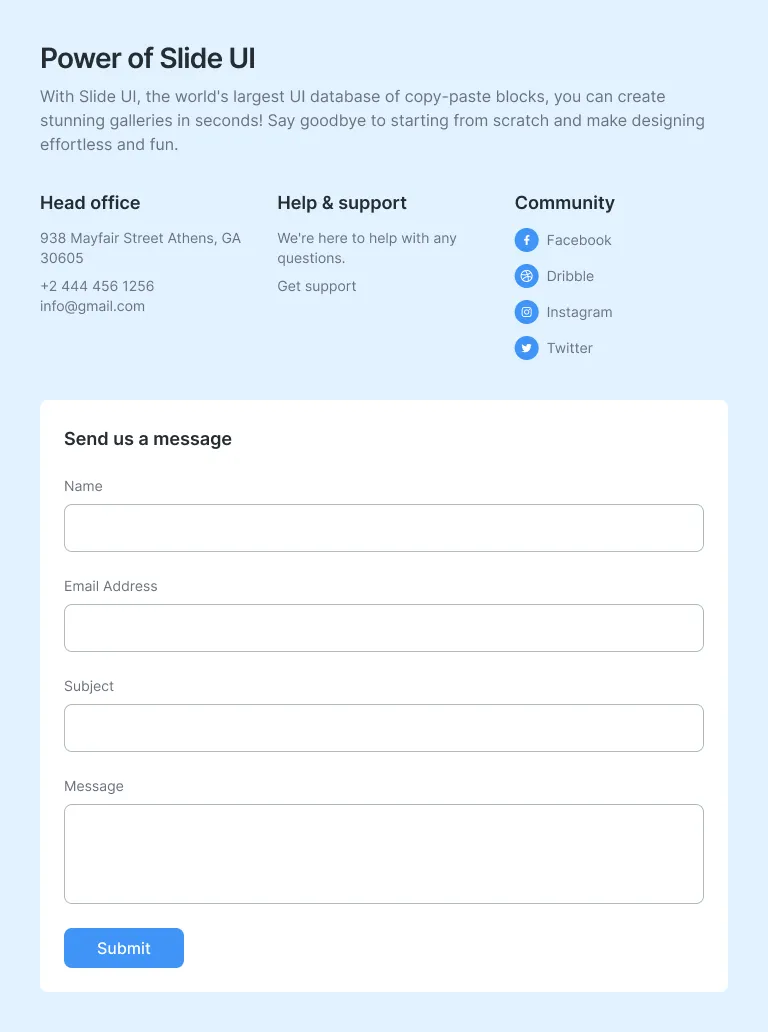 Power of Slide UI
With Slide UI, the world's largest UI database of copy-paste blocks, you can create
stunning galleries in seconds! Say goodbye to starting from scratch and make designing
effortless and fun.
Head office
938 Mayfair Street Athens, GA
30605
+2 444 456 1256
info@gmail.com
Help & support
We're here to help with any
questions.
Get support
Community
Facebook
Dribble
Instagram
Twitter
Send us a message
Name
Email Address
Subject
Message
Submit